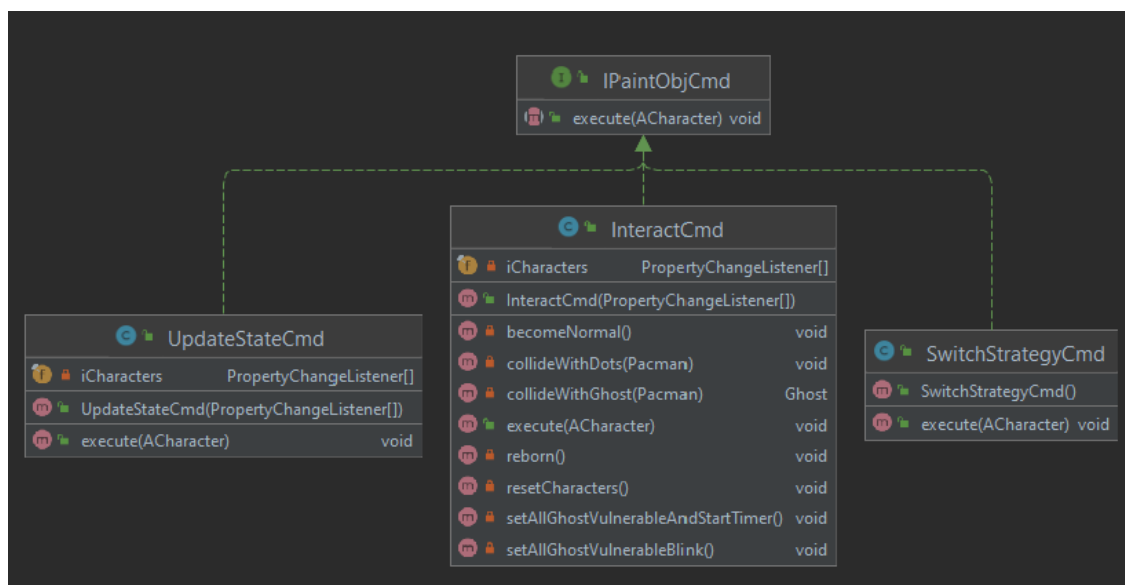 IPaintObjCmd
execute(ACharacter) void
InteractCmd
iCharacters PropertyChangeListener[]
InteractCmd(PropertyChangeListener[])
becomeNormal() void
collideWithDots(Pacman) void
collideWithGhost(Pacman) Ghost
execute(ACharacter) void
reborn() void
resetCharacters() void
setAllGhostVulnerableAndStartTimer() void
setAllGhostVulnerableBlink() void
UpdateStateCmd
iCharacters PropertyChangeListener[]
UpdateStateCmd(PropertyChangeListener[])
execute(ACharacter) void
SwitchStrategyCmd
SwitchStrategyCmd()
execute(ACharacter) void